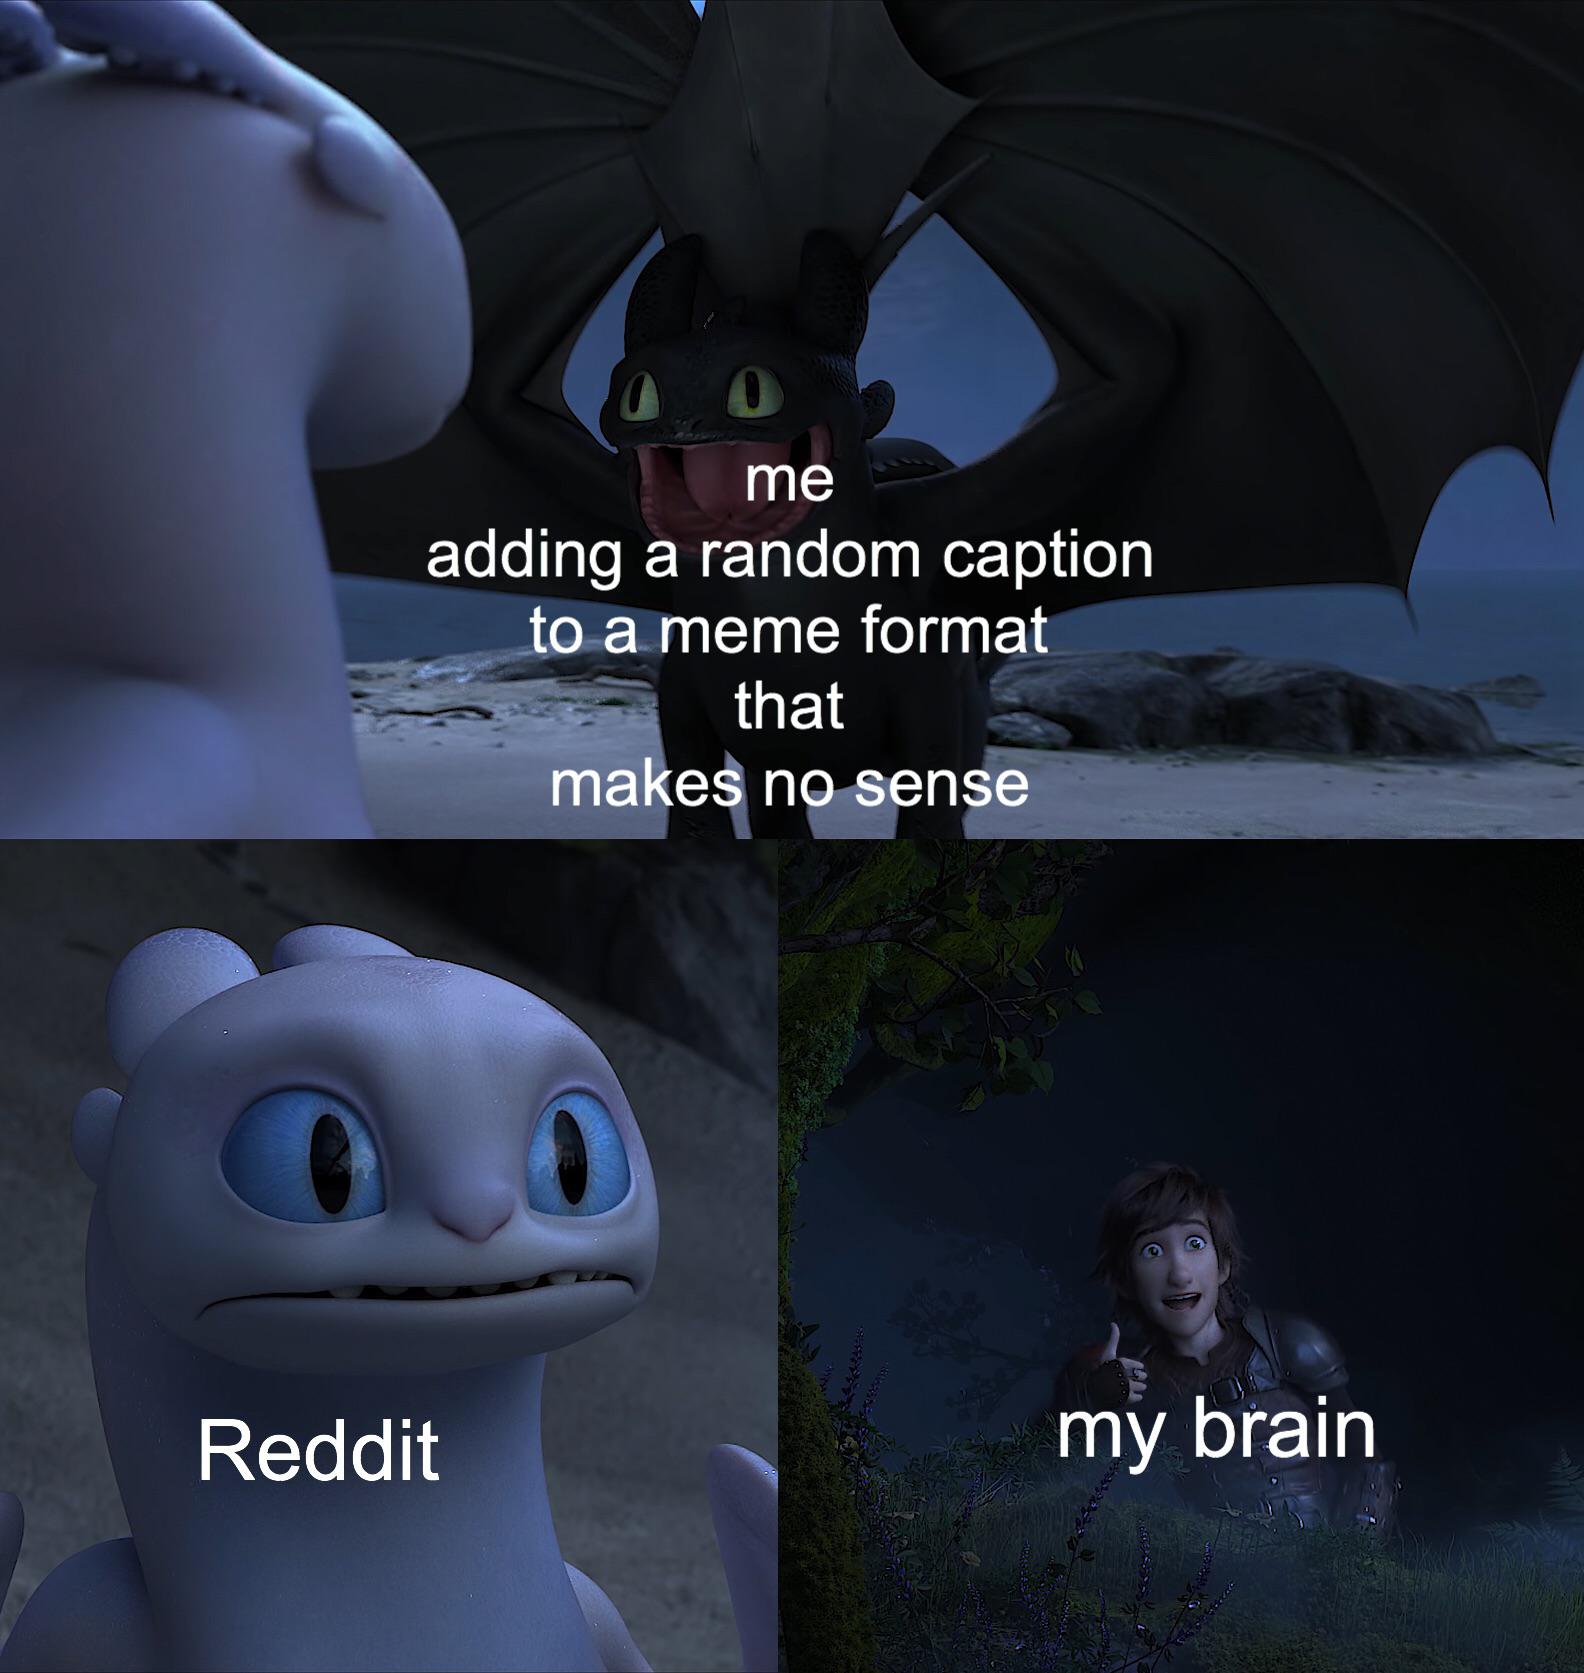 me
adding a random caption
to a meme format
that
makes no sense
Reddit
my brain